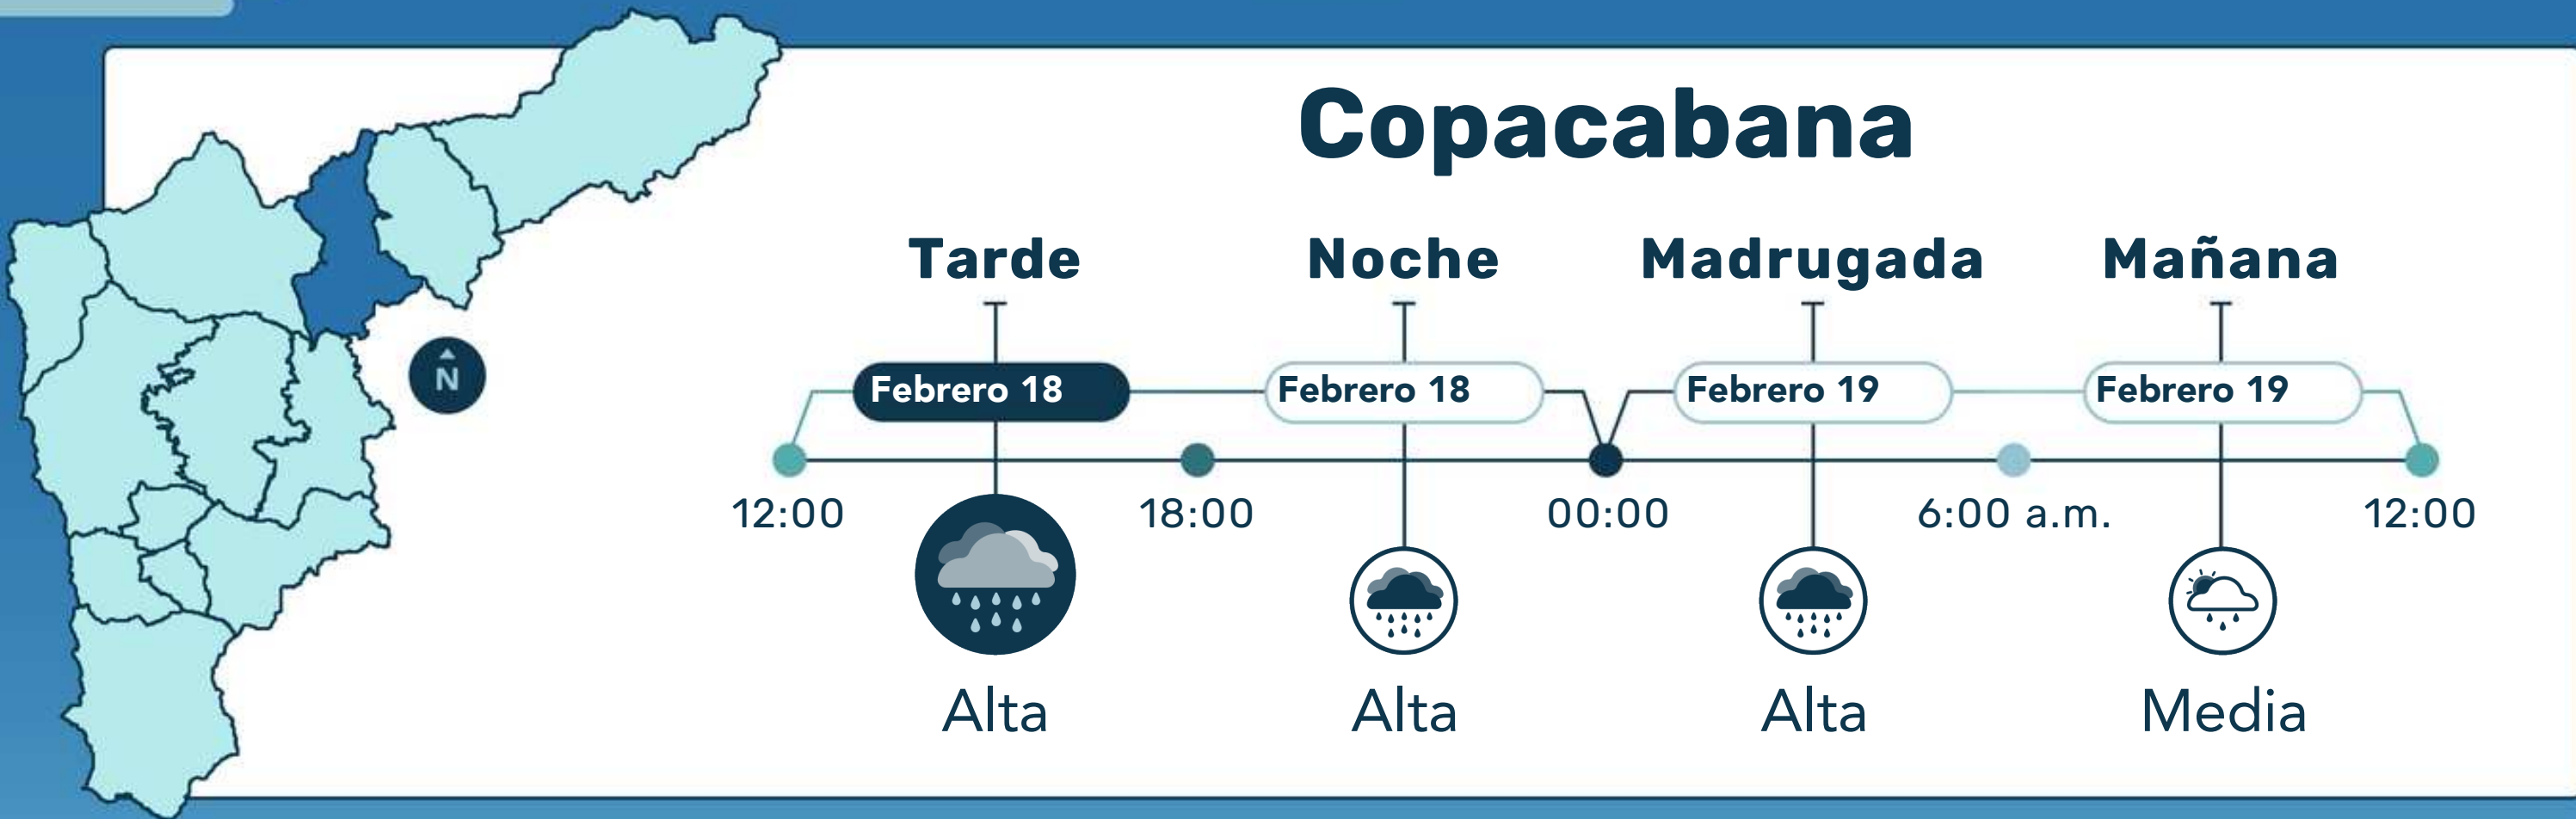 Copacabana
Tarde
Noche
Madrugada
Mañana
Febrero 18
Febrero 18
Febrero 19
Febrero 19
N
12:00
18:00
00:00
6:00 a.m.
12:00
Alta
Alta
Alta
Media